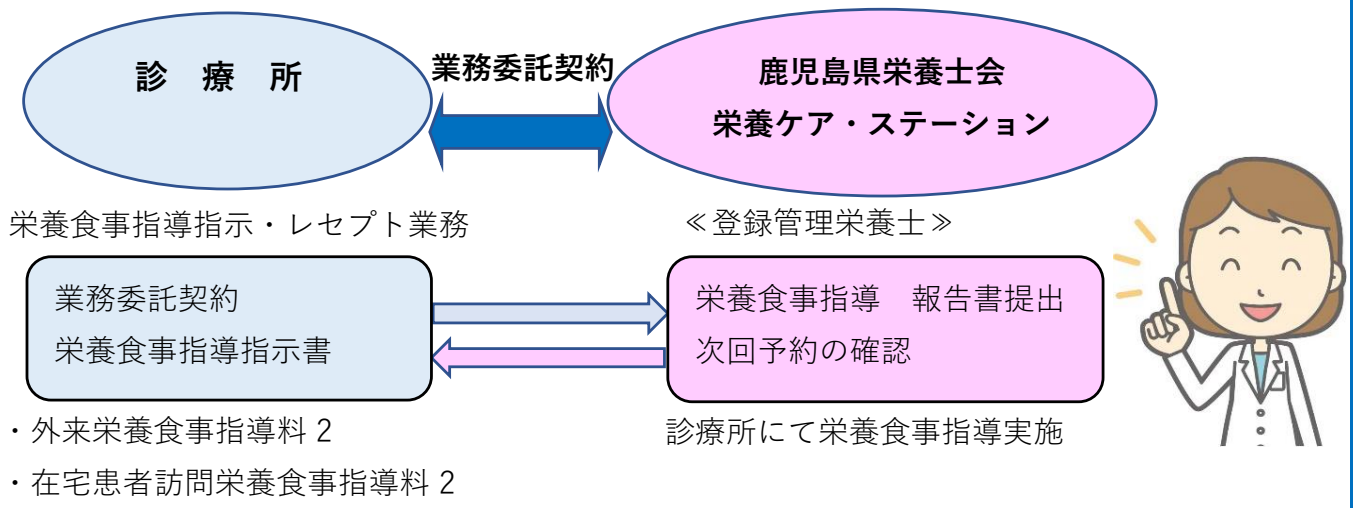 診 療 所
業務委託契約
鹿児島県栄養士会
栄養ケア・ステーション
栄養食事指導指示・レセプト業務
≪登録管理栄養士≫
業務委託契約
栄養食事指導指示書
栄養食事指導 報告書提出
次回予約の確認
・外来栄養食事指導料 2
・在宅患者訪問栄養食事指導料 2
診療所にて栄養食事指導実施